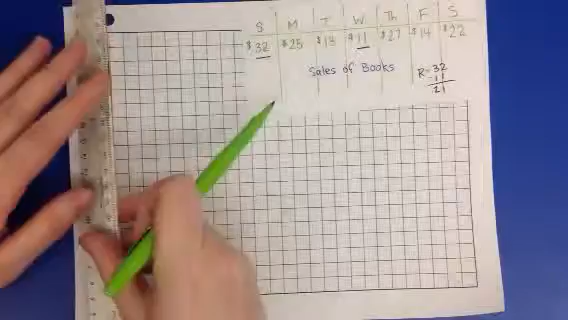 S M T W Th F S
$32 $25 $13 $11 $27 $14 $22
Sales of Books
R=32
-11
21